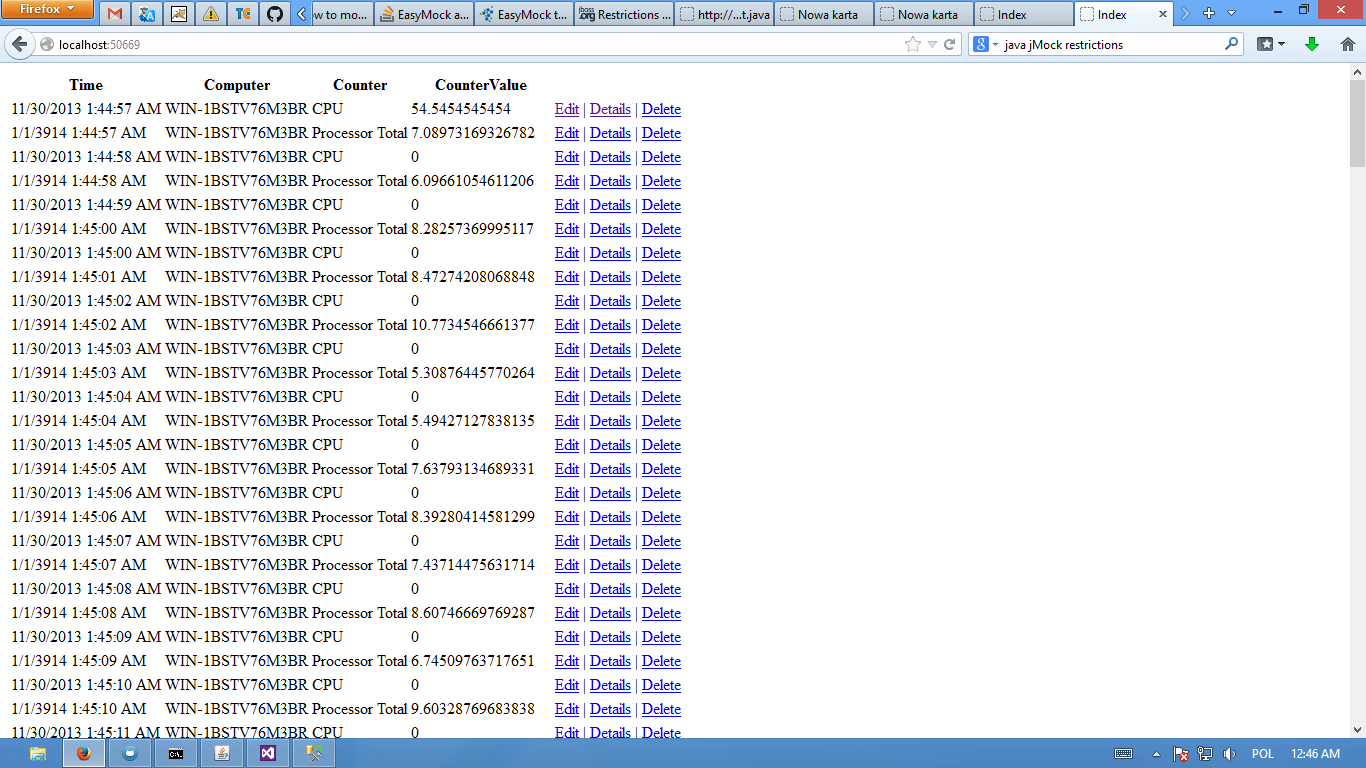 Firefox
TC
ow to mo...
EasyMock a...
EasyMock t...
jboss.org Restrictions ...
http://...t.java
Nowa karta
Nowa karta
Index
Index
localhost:50669
java jMock restrictions
Time Computer Counter CounterValue
11/30/2013 1:44:57 AM WIN-1BSTV76M3BR CPU 54.5454545454 Edit | Details | Delete
1/1/3914 1:44:57 AM WIN-1BSTV76M3BR Processor Total 7.08973169326782 Edit | Details | Delete
11/30/2013 1:44:58 AM WIN-1BSTV76M3BR CPU 0 Edit | Details | Delete
1/1/3914 1:44:58 AM WIN-1BSTV76M3BR Processor Total 6.09661054611206 Edit | Details | Delete
11/30/2013 1:44:59 AM WIN-1BSTV76M3BR CPU 0 Edit | Details | Delete
1/1/3914 1:45:00 AM WIN-1BSTV76M3BR Processor Total 8.28257369995117 Edit | Details | Delete
11/30/2013 1:45:00 AM WIN-1BSTV76M3BR CPU 0 Edit | Details | Delete
1/1/3914 1:45:01 AM WIN-1BSTV76M3BR Processor Total 8.47274208068848 Edit | Details | Delete
11/30/2013 1:45:02 AM WIN-1BSTV76M3BR CPU 0 Edit | Details | Delete
1/1/3914 1:45:02 AM WIN-1BSTV76M3BR Processor Total 10.7734546661377 Edit | Details | Delete
11/30/2013 1:45:03 AM WIN-1BSTV76M3BR CPU 0 Edit | Details | Delete
1/1/3914 1:45:03 AM WIN-1BSTV76M3BR Processor Total 5.30876445770264 Edit | Details | Delete
11/30/2013 1:45:04 AM WIN-1BSTV76M3BR CPU 0 Edit | Details | Delete
1/1/3914 1:45:04 AM WIN-1BSTV76M3BR Processor Total 5.49427127838135 Edit | Details | Delete
11/30/2013 1:45:05 AM WIN-1BSTV76M3BR CPU 0 Edit | Details | Delete
1/1/3914 1:45:05 AM WIN-1BSTV76M3BR Processor Total 7.63793134689331 Edit | Details | Delete
11/30/2013 1:45:06 AM WIN-1BSTV76M3BR CPU 0 Edit | Details | Delete
1/1/3914 1:45:06 AM WIN-1BSTV76M3BR Processor Total 8.39280414581299 Edit | Details | Delete
11/30/2013 1:45:07 AM WIN-1BSTV76M3BR CPU 0 Edit | Details | Delete
1/1/3914 1:45:07 AM WIN-1BSTV76M3BR Processor Total 7.43714475631714 Edit | Details | Delete
11/30/2013 1:45:08 AM WIN-1BSTV76M3BR CPU 0 Edit | Details | Delete
1/1/3914 1:45:08 AM WIN-1BSTV76M3BR Processor Total 8.60746669769287 Edit | Details | Delete
11/30/2013 1:45:09 AM WIN-1BSTV76M3BR CPU 0 Edit | Details | Delete
1/1/3914 1:45:09 AM WIN-1BSTV76M3BR Processor Total 6.74509763717651 Edit | Details | Delete
11/30/2013 1:45:10 AM WIN-1BSTV76M3BR CPU 0 Edit | Details | Delete
1/1/3914 1:45:10 AM WIN-1BSTV76M3BR Processor Total 9.60328769683838 Edit | Details | Delete
11/30/2013 1:45:11 AM WIN-1BSTV76M3BR CPU 0 Edit | Details | Delete
POL 12:46 AM